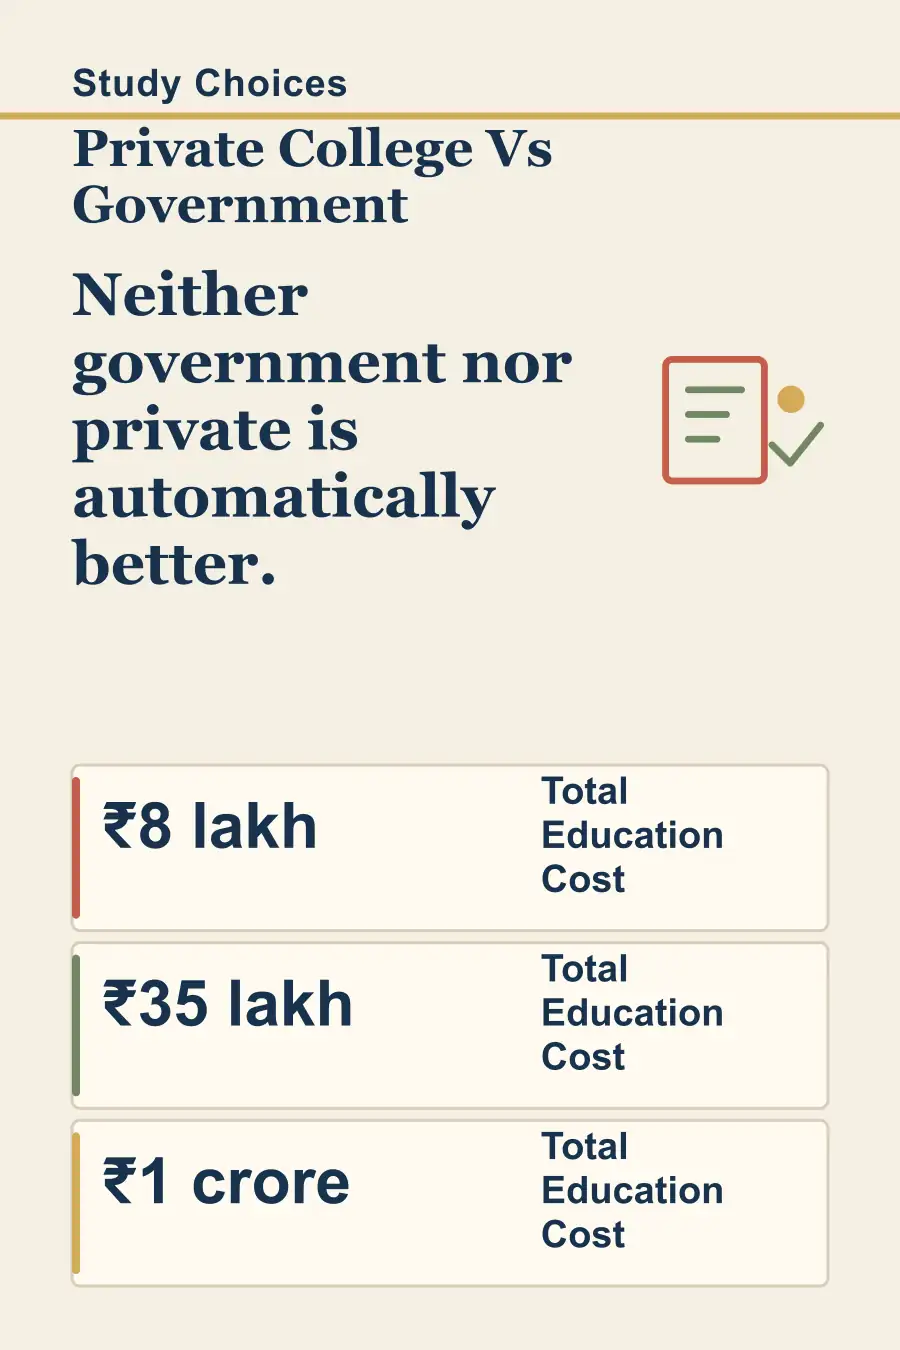 Study Choices
Private College Vs
Government
Neither
government nor
private is
automatically
better.
₹8 lakh
Total
Education
Cost
₹35 lakh
Total
Education
Cost
₹1 crore
Total
Education
Cost